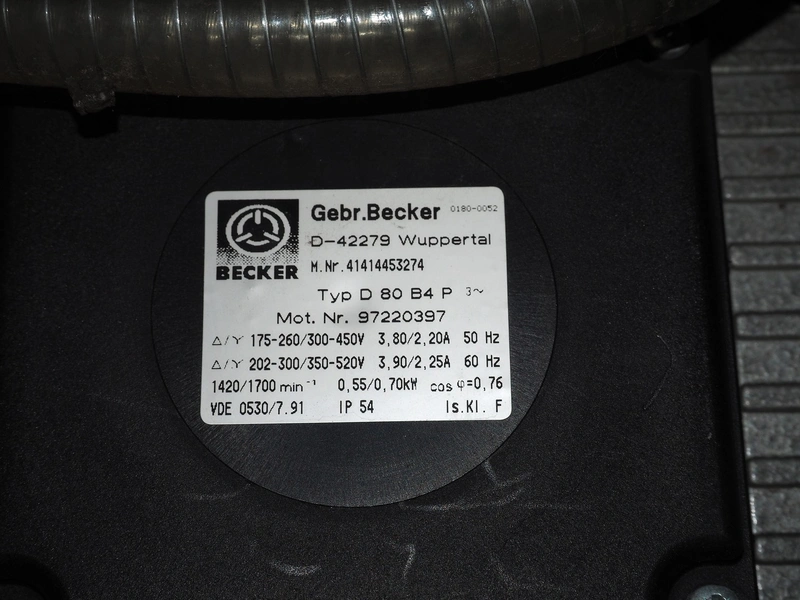 Gebr.Becker 0180-0052
BECKER
D-42279 Wuppertal
M.Nr.41414453274
Typ D 80 B4 P 3~
Mot. Nr. 97220397
△/Y 175-260/300-450V 3,80/2,20A 50 Hz
△/Y 202-300/350-520V 3,90/2,25A 60 Hz
1420/1700 min⁻¹ 0,55/0,70kW cos φ=0,76
VDE 0530/7.91 IP 54 Is.Kl. F